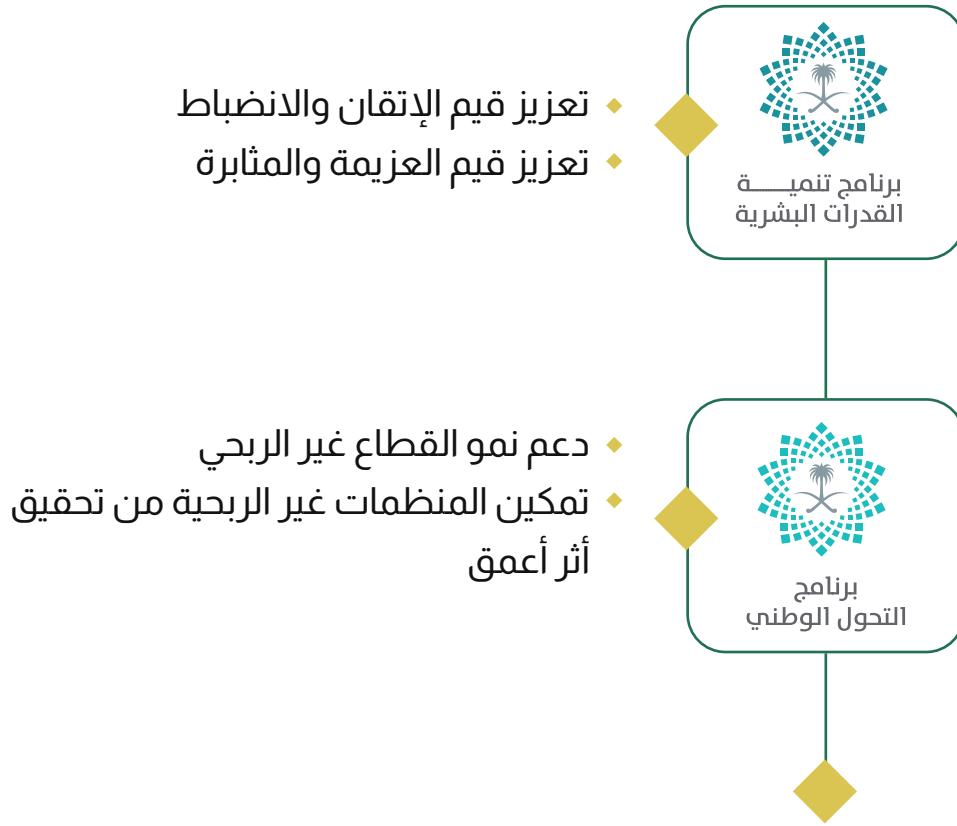 برنامج تنميـــــة
القدرات البشرية
تعزيز قيم الإتقان والانضباط
تعزيز قيم العزيمة والمثابرة
برنامج
التحول الوطني
دعم نمو القطاع غير الربحي
تمكين المنظمات غير الربحية من تحقيق
أثر أعمق